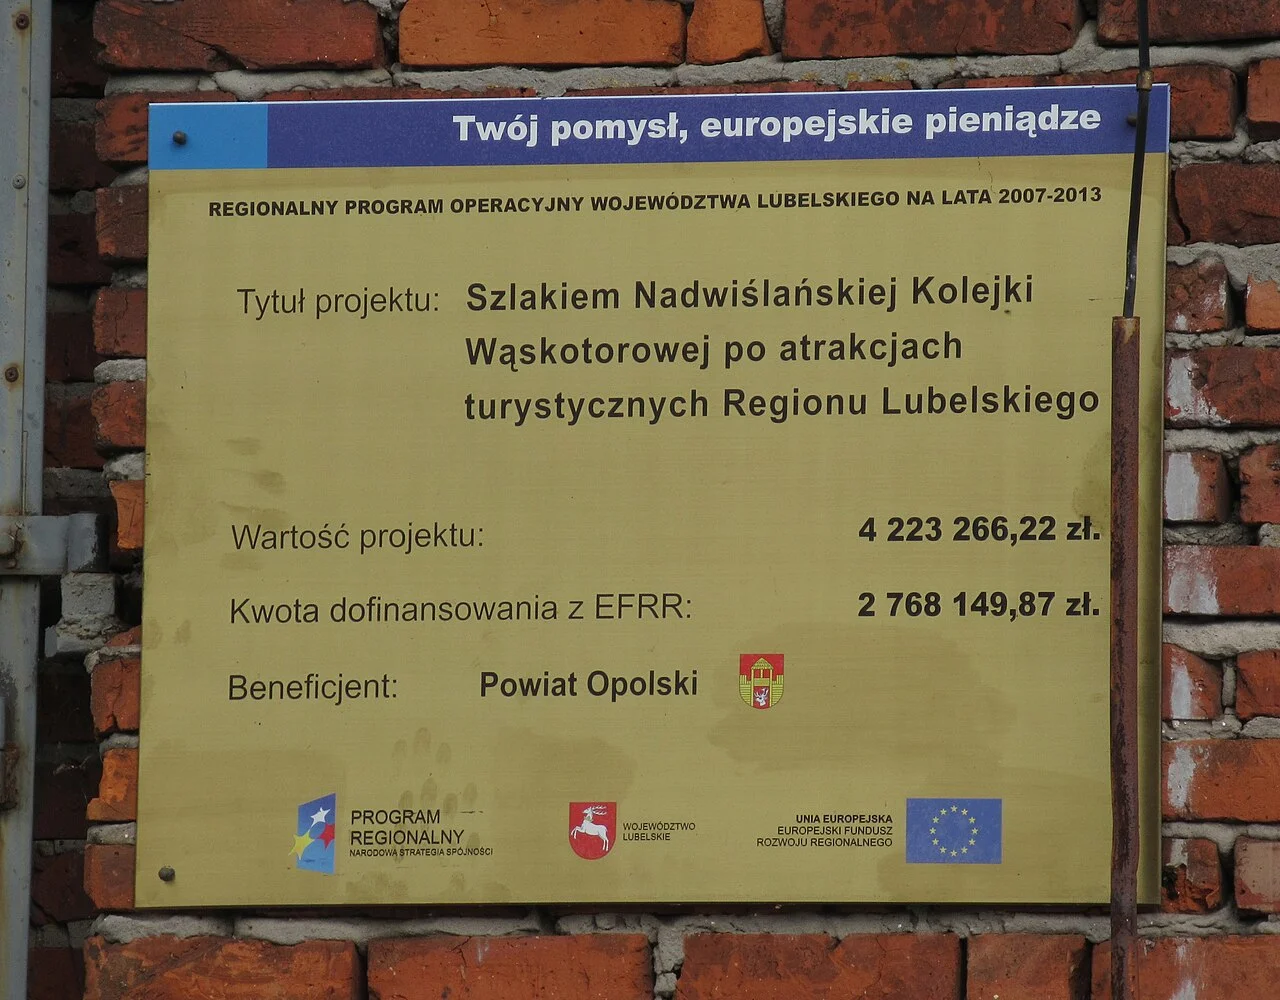 Twój pomysł, europejskie pieniądze
REGIONALNY PROGRAM OPERACYJNY WOJEWÓDZTWA LUBELSKIEGO NA LATA 2007-2013
Tytuł projektu: Szlakiem Nadwiślańskiej Kolejki
Wąskotorowej po atrakcjach
turystycznych Regionu Lubelskiego
Wartość projektu: 4 223 266,22 zł.
Kwota dofinansowania z EFRR: 2 768 149,87 zł.
Beneficjent: Powiat Opolski
PROGRAM
REGIONALNY
NARODOWA STRATEGIA SPÓJNOŚCI
WOJEWÓDZTWO
LUBELSKIE
UNIA EUROPEJSKA
EUROPEJSKI FUNDUSZ
ROZWOJU REGIONALNEGO